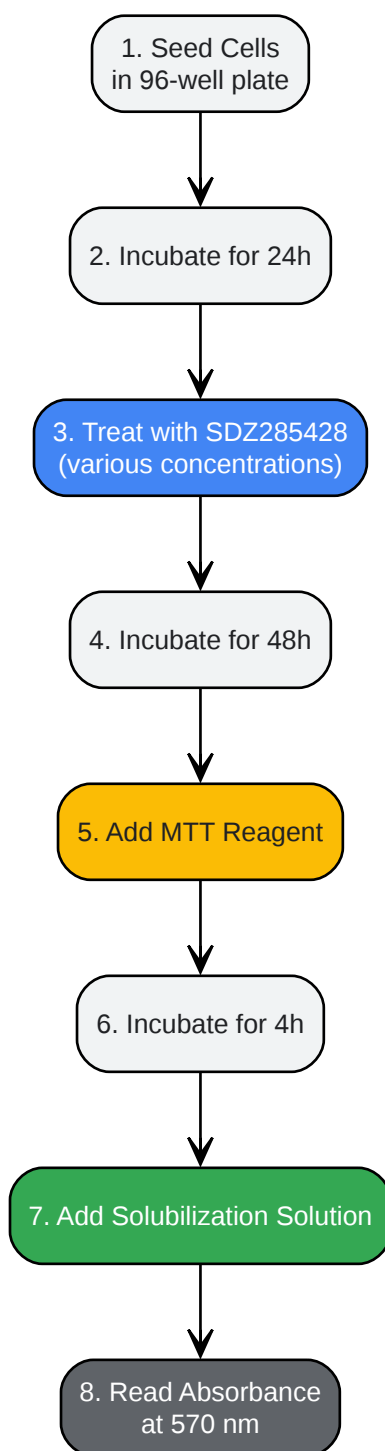 1. Seed Cells
in 96-well plate
2. Incubate for 24h
3. Treat with SDZ285428
(various concentrations)
4. Incubate for 48h
5. Add MTT Reagent
6. Incubate for 4h
7. Add Solubilization Solution
8. Read Absorbance
at 570 nm